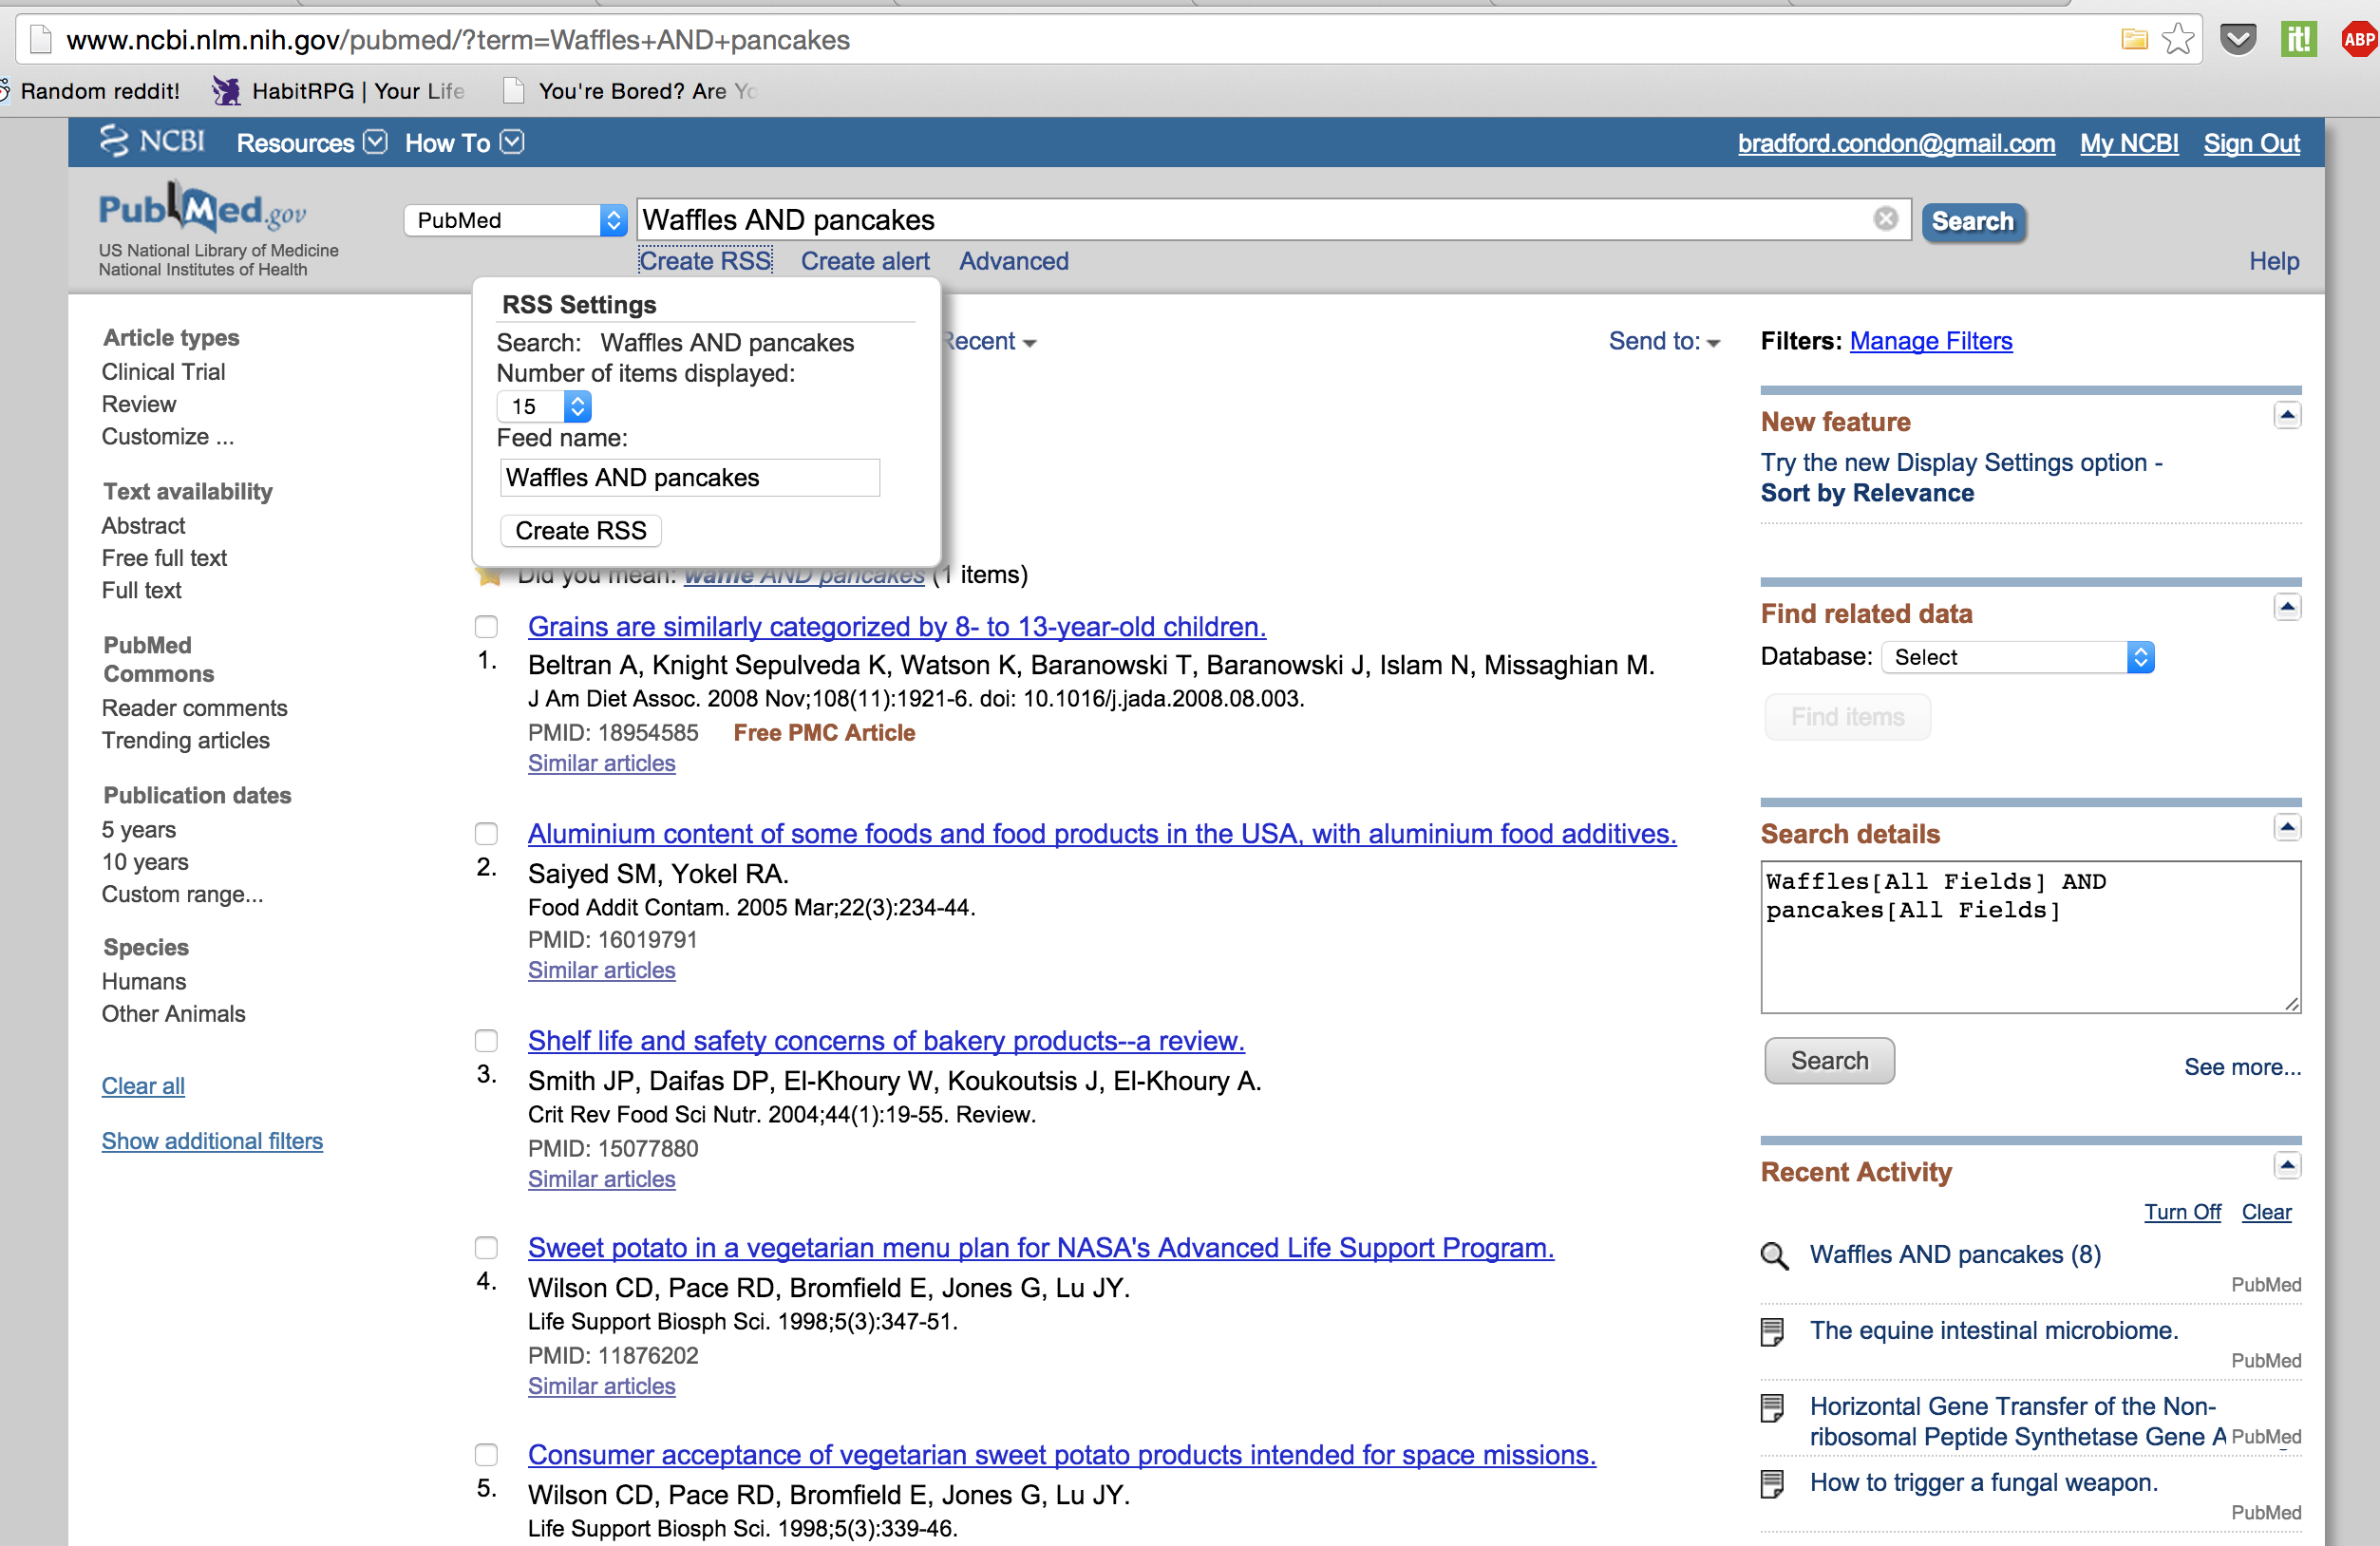 www.ncbi.nlm.nih.gov/pubmed/?term=Waffles+AND+pancakes
it!
ABP
Random reddit!
HabitRPG | Your Life
You're Bored? Are Yo
NCBI
Resources
How To
bradford.condon@gmail.com
My NCBI
Sign Out
PubMed.gov
US National Library of Medicine
National Institutes of Health
PubMed
Waffles AND pancakes
Search
Create RSS
Create alert
Advanced
Help
RSS Settings
Search: Waffles AND pancakes
Number of items displayed:
15
Feed name:
Waffles AND pancakes
Create RSS
Article types
Clinical Trial
Review
Customize ...
Text availability
Abstract
Free full text
Full text
PubMed
Commons
Reader comments
Trending articles
Publication dates
5 years
10 years
Custom range...
Species
Humans
Other Animals
Clear all
Show additional filters
Recent
Send to:
Did you mean: waffle AND pancakes (1 items)
Grains are similarly categorized by 8- to 13-year-old children.
1.
Beltran A, Knight Sepulveda K, Watson K, Baranowski T, Baranowski J, Islam N, Missaghian M.
J Am Diet Assoc. 2008 Nov;108(11):1921-6. doi: 10.1016/j.jada.2008.08.003.
PMID: 18954585 Free PMC Article
Similar articles
Aluminium content of some foods and food products in the USA, with aluminium food additives.
2.
Saiyed SM, Yokel RA.
Food Addit Contam. 2005 Mar;22(3):234-44.
PMID: 16019791
Similar articles
Shelf life and safety concerns of bakery products--a review.
3.
Smith JP, Daifas DP, El-Khoury W, Koukoutsis J, El-Khoury A.
Crit Rev Food Sci Nutr. 2004;44(1):19-55. Review.
PMID: 15077880
Similar articles
Sweet potato in a vegetarian menu plan for NASA's Advanced Life Support Program.
4.
Wilson CD, Pace RD, Bromfield E, Jones G, Lu JY.
Life Support Biosph Sci. 1998;5(3):347-51.
PMID: 11876202
Similar articles
Consumer acceptance of vegetarian sweet potato products intended for space missions.
5.
Wilson CD, Pace RD, Bromfield E, Jones G, Lu JY.
Life Support Biosph Sci. 1998;5(3):339-46.
Filters: Manage Filters
New feature
Try the new Display Settings option -
Sort by Relevance
Find related data
Database: Select
Find items
Search details
Waffles[All Fields] AND
pancakes[All Fields]
Search
See more...
Recent Activity
Turn Off Clear
Waffles AND pancakes (8)
PubMed
The equine intestinal microbiome.
PubMed
Horizontal Gene Transfer of the Non-
ribosomal Peptide Synthetase Gene A PubMed
How to trigger a fungal weapon.
PubMed